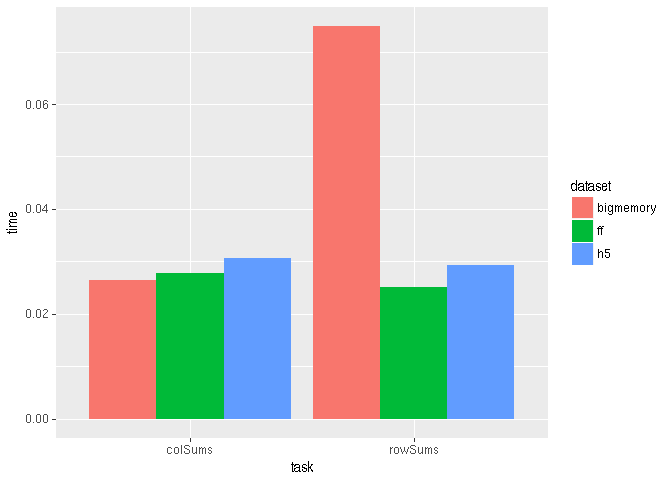 0.06
0.04
0.02
0.00
time
colSums
rowSums
task
dataset
bigmemory
ff
h5